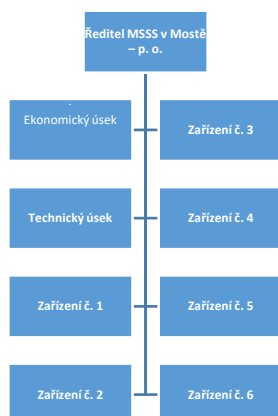 Ředitel MSSS v Mostě
– p. o.
Ekonomický úsek
Zařízení č. 3
Technický úsek
Zařízení č. 4
Zařízení č. 1
Zařízení č. 5
Zařízení č. 2
Zařízení č. 6